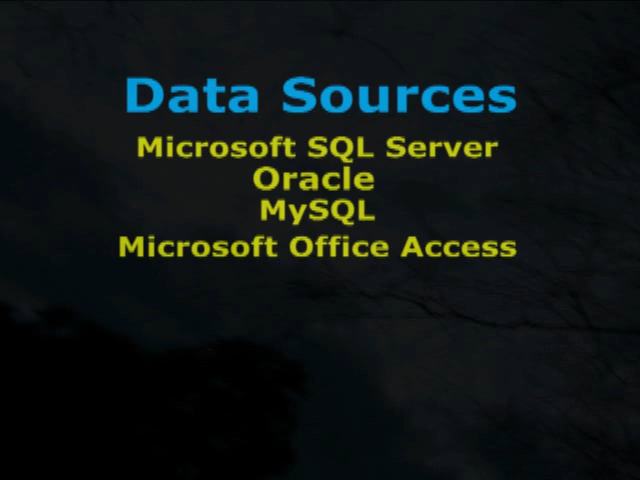 Data Sources
Microsoft SQL Server
Oracle
MySQL
Microsoft Office Access